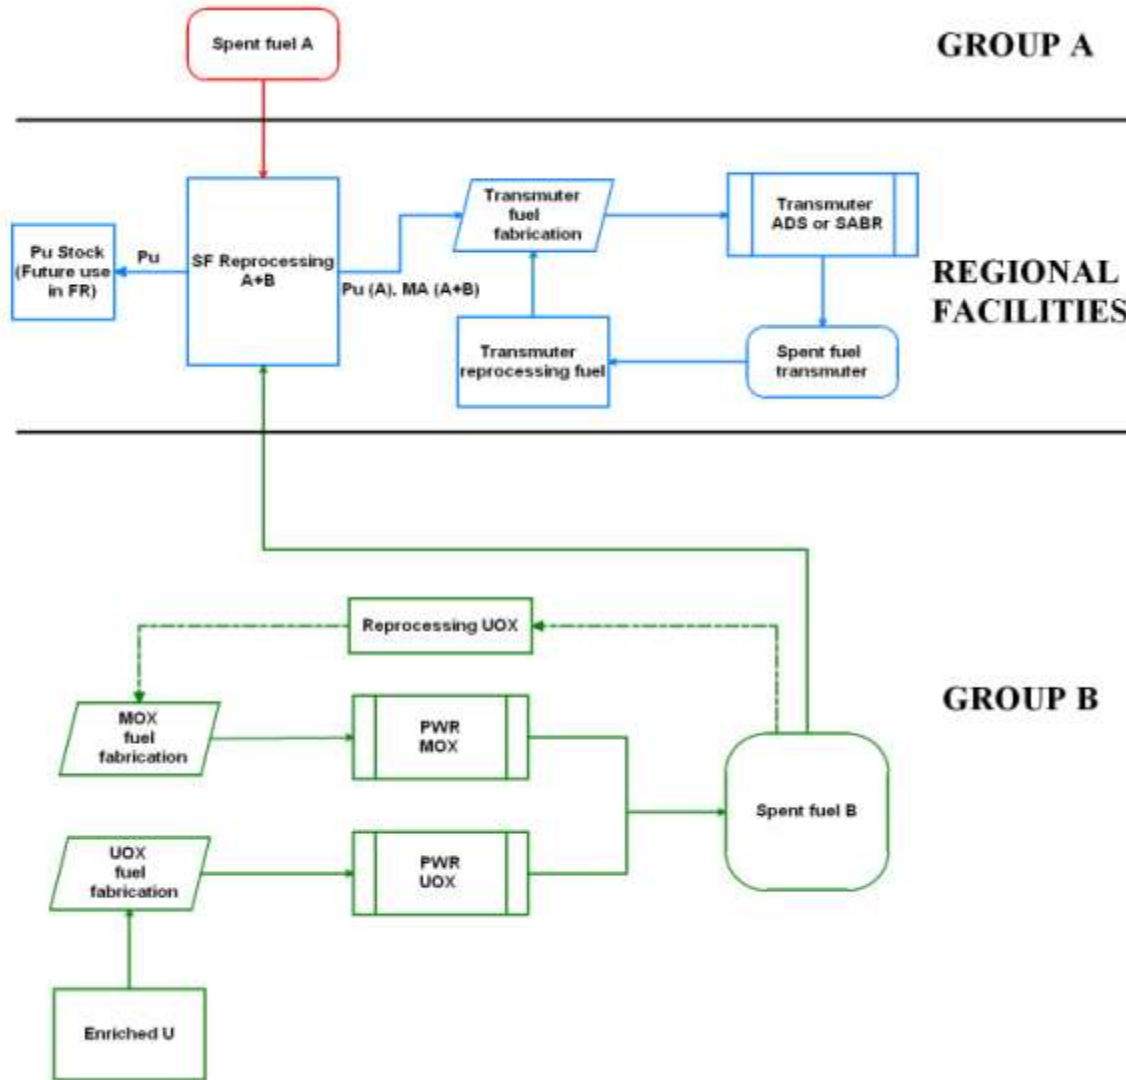 Spent fuel A
GROUP A
Transmuter
fuel
fabrication
Transmuter
ADS or SABR
Pu Stock
(Future use
in FR)
Pu
SF Reprocessing
A+B
Pu (A), MA (A+B)
REGIONAL
FACILITIES
Transmuter
reprocessing fuel
Spent fuel
transmuter
Reprocessing UOX
GROUP B
MOX
fuel
fabrication
PWR
MOX
Spent fuel B
UOX
fuel
fabrication
PWR
UOX
Enriched U